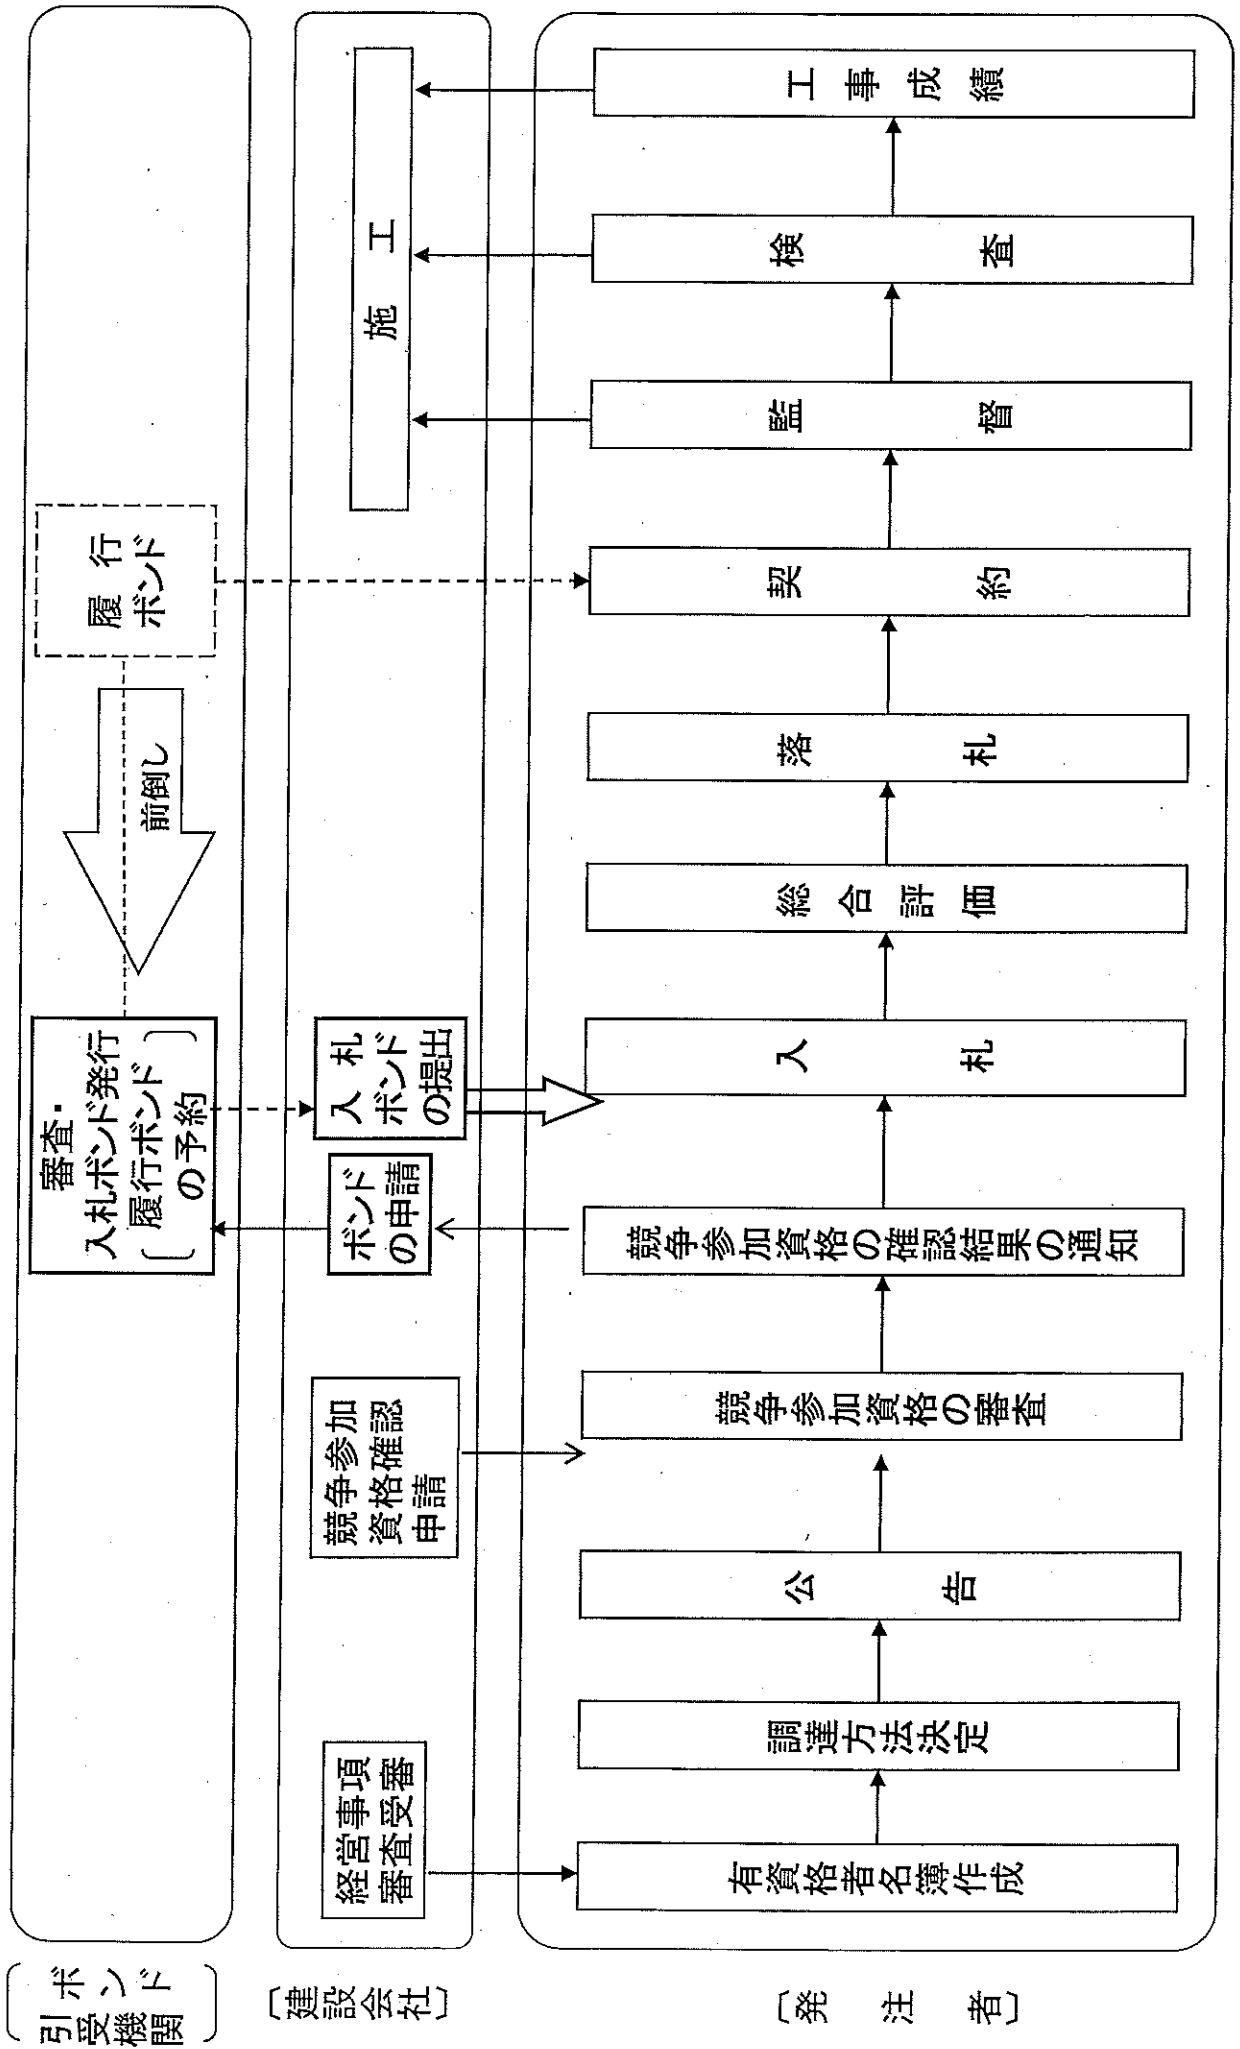 ボンド
引受機関
審査・
入札ボンド発行
履行ボンド
の予約
前倒し
履行
ボンド
〔建設会社〕
経営事項
審査受審
競争参加
資格確認
申請
ボンド
の申請
入札
ボンド
の提出
施工
〔発注者〕
有資格者名簿作成
調達方法決定
公告
競争参加資格の審査
競争参加資格の確認結果の通知
入札
総合評価
落札
契約
監督
検査
工事成績